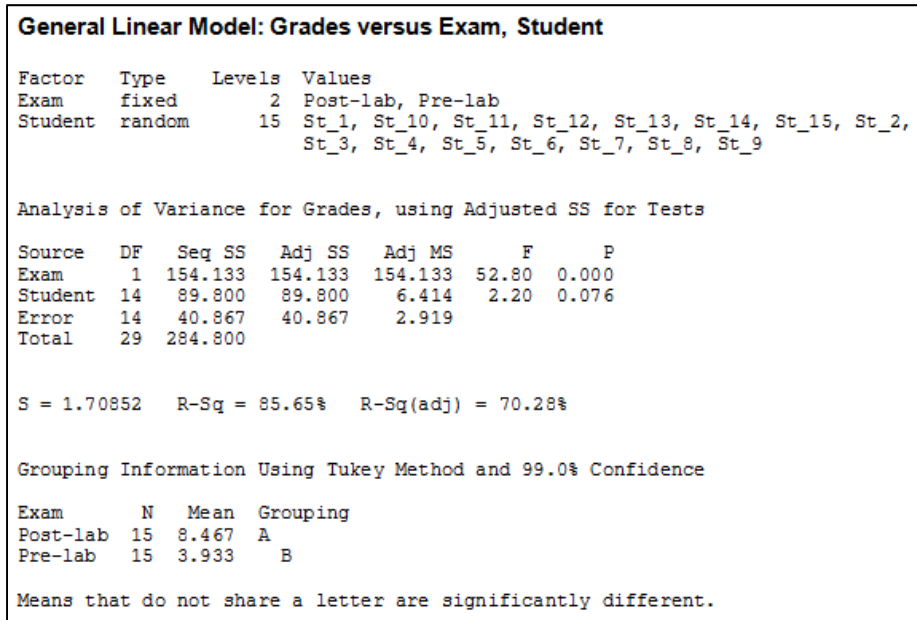 General Linear Model: Grades versus Exam, Student
Factor Type Levels Values
Exam fixed 2 Post-lab, Pre-lab
Student random 15 St_1, St_10, St_11, St_12, St_13, St_14, St_15, St_2,
St_3, St_4, St_5, St_6, St_7, St_8, St_9
Analysis of Variance for Grades, using Adjusted SS for Tests
Source DF Seq SS Adj SS Adj MS F P
Exam 1 154.133 154.133 154.133 52.80 0.000
Student 14 89.800 89.800 6.414 2.20 0.076
Error 14 40.867 40.867 2.919
Total 29 284.800
S = 1.70852 R-Sq = 85.65% R-Sq(adj) = 70.28%
Grouping Information Using Tukey Method and 99.0% Confidence
Exam N Mean Grouping
Post-lab 15 8.467 A
Pre-lab 15 3.933 B
Means that do not share a letter are significantly different.